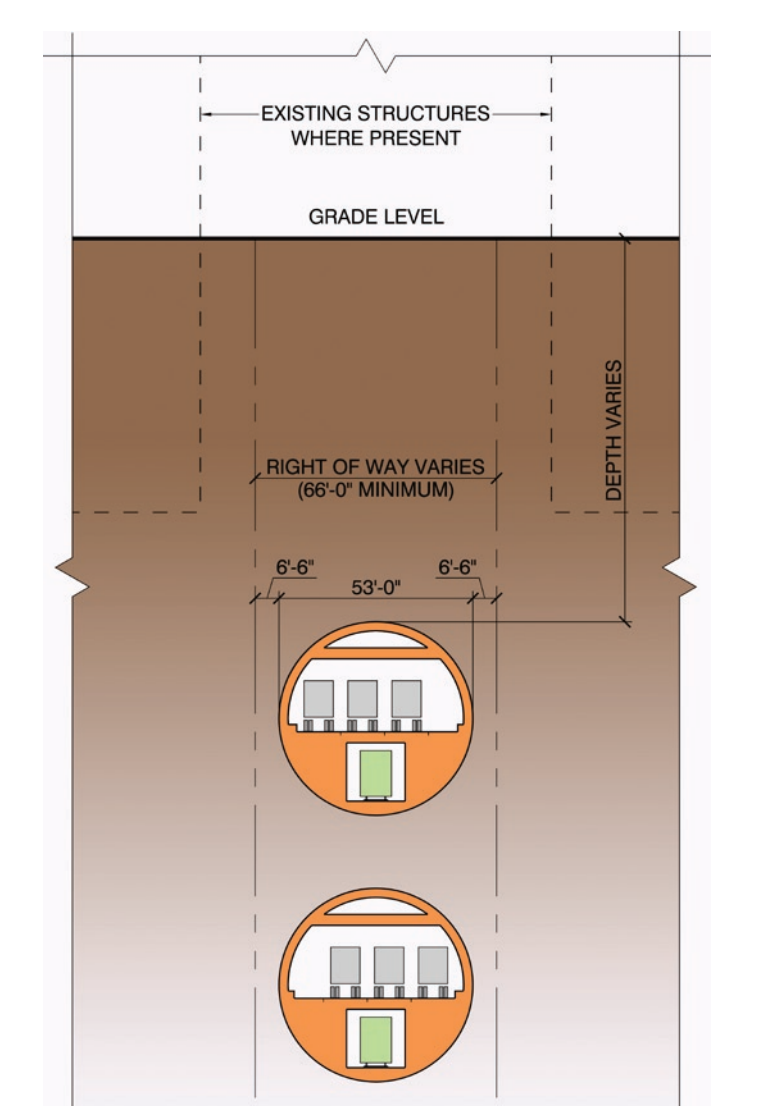 EXISTING STRUCTURES
WHERE PRESENT
GRADE LEVEL
DEPTH VARIES
RIGHT OF WAY VARIES
(66'-0" MINIMUM)
6'-6"
53'-0"
6'-6"